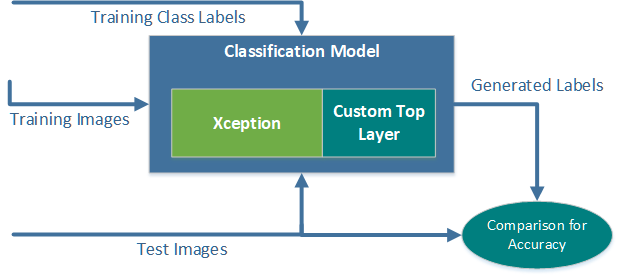 Training Class Labels
Classification Model
Generated Labels
Xception
Custom Top
Layer
Training Images
Comparison for
Accuracy
Test Images